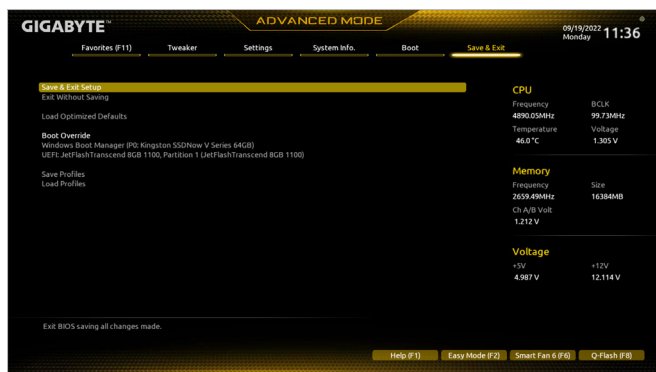 GIGABYTE™
ADVANCED MODE
09/19/2022 Monday 11:36
Favorites (F11) Tweaker Settings System Info. Boot Save & Exit
Save & Exit Setup
Exit Without Saving
Load Optimized Defaults
Boot Override
Windows Boot Manager (P0: Kingston SSDNow V Series 64GB)
UEFI: JetFlashTranscend 8GB 1100, Partition 1 (JetFlashTranscend 8GB 1100)
Save Profiles
Load Profiles
CPU
Frequency BCLK
4890.05MHz 99.73MHz
Temperature Voltage
46.0 °C 1.305 V
Memory
Frequency Size
2659.49MHz 16384MB
Ch A/B Volt
1.212 V
Voltage
+5V +12V
4.987 V 12.114 V
Exit BIOS saving all changes made.
Help (F1) Easy Mode (F2) Smart Fan 6 (F6) Q-Flash (F8)